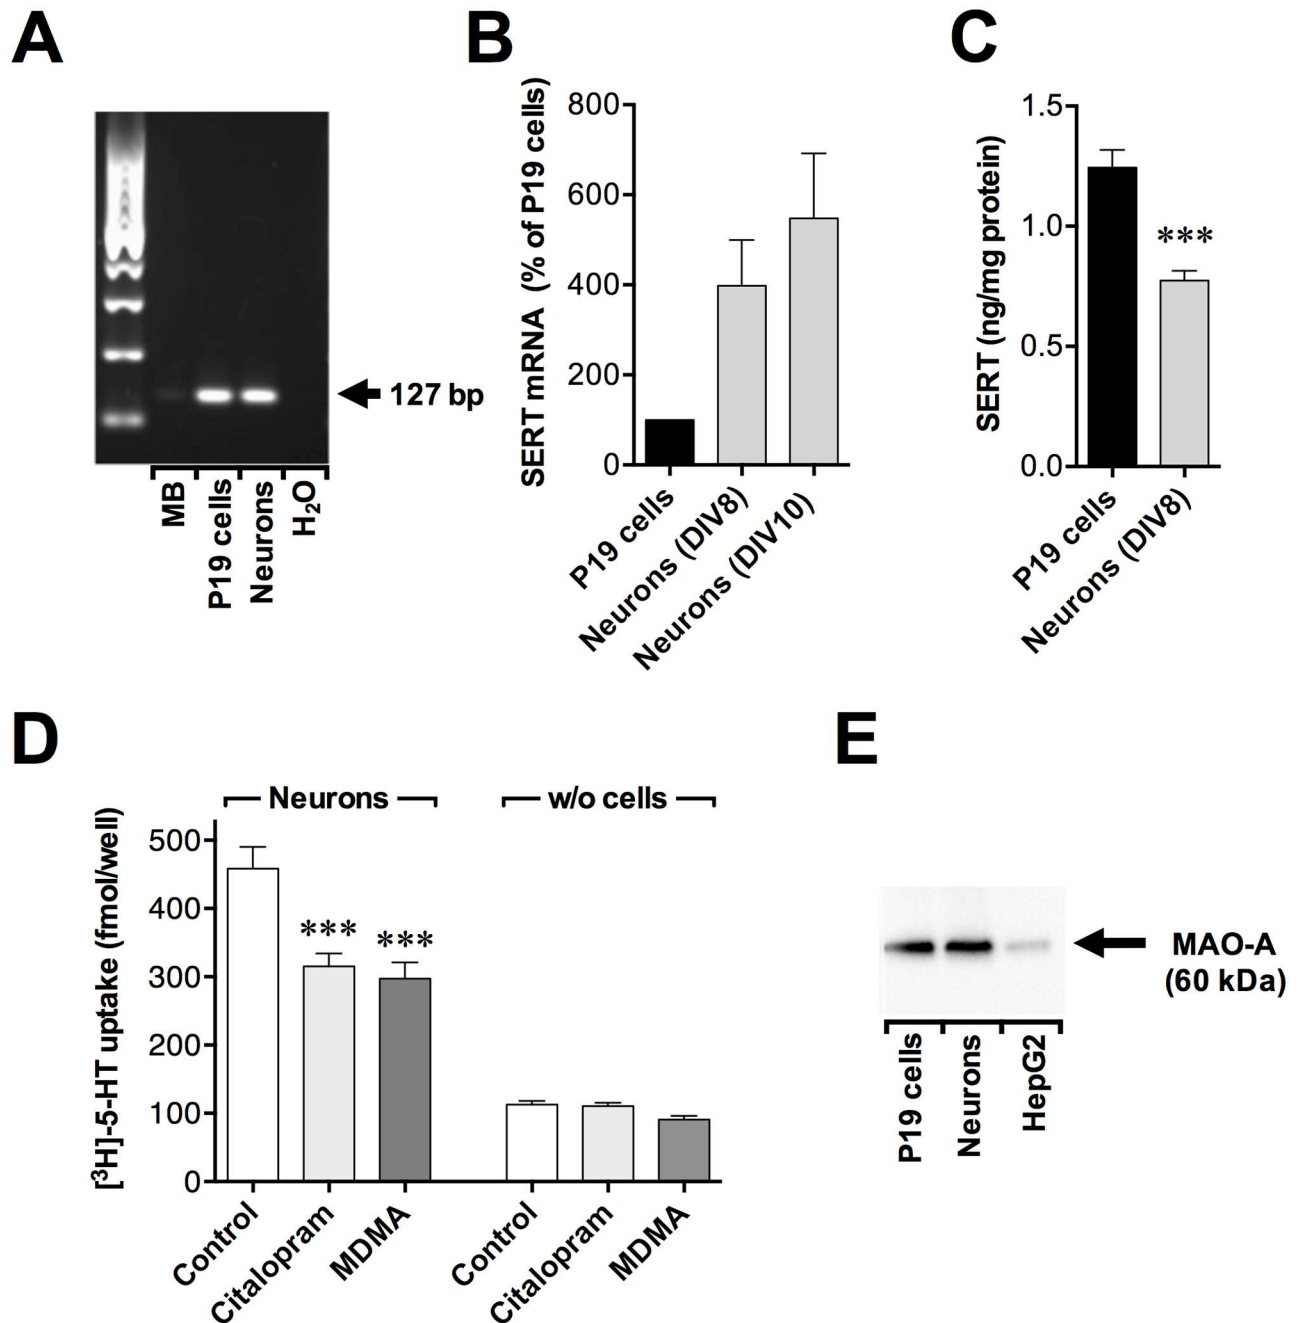 A
127 bp
MB
P19 cells
Neurons
H₂O
B
SERT mRNA (% of P19 cells)
800
600
400
200
0
P19 cells
Neurons (DIV8)
Neurons (DIV10)
C
SERT (ng/mg protein)
1.5
1.0
0.5
0.0
***
P19 cells
Neurons (DIV8)
D
Neurons
w/o cells
[³H]-5-HT uptake (fmol/well)
500
400
300
200
100
0
***
***
Control
Citalopram
MDMA
Control
Citalopram
MDMA
E
MAO-A
(60 kDa)
P19 cells
Neurons
HepG2